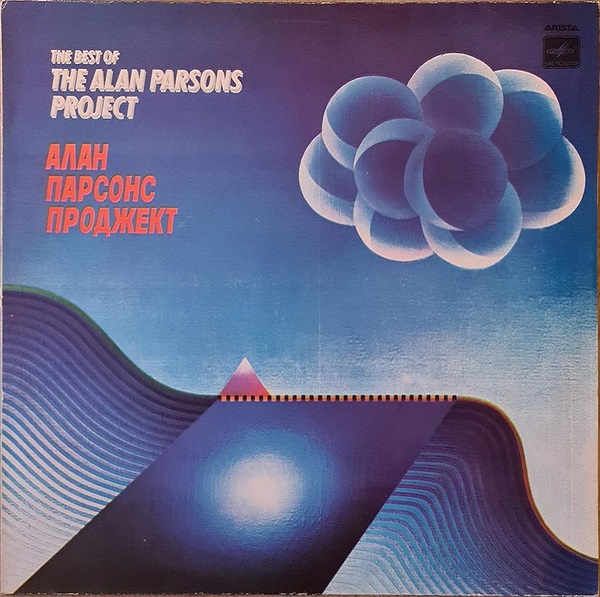 THE BEST OF
THE ALAN PARSONS
PROJECT
АЛАН
ПАРСОНС
ПРОДЖЕКТ
ARISTA